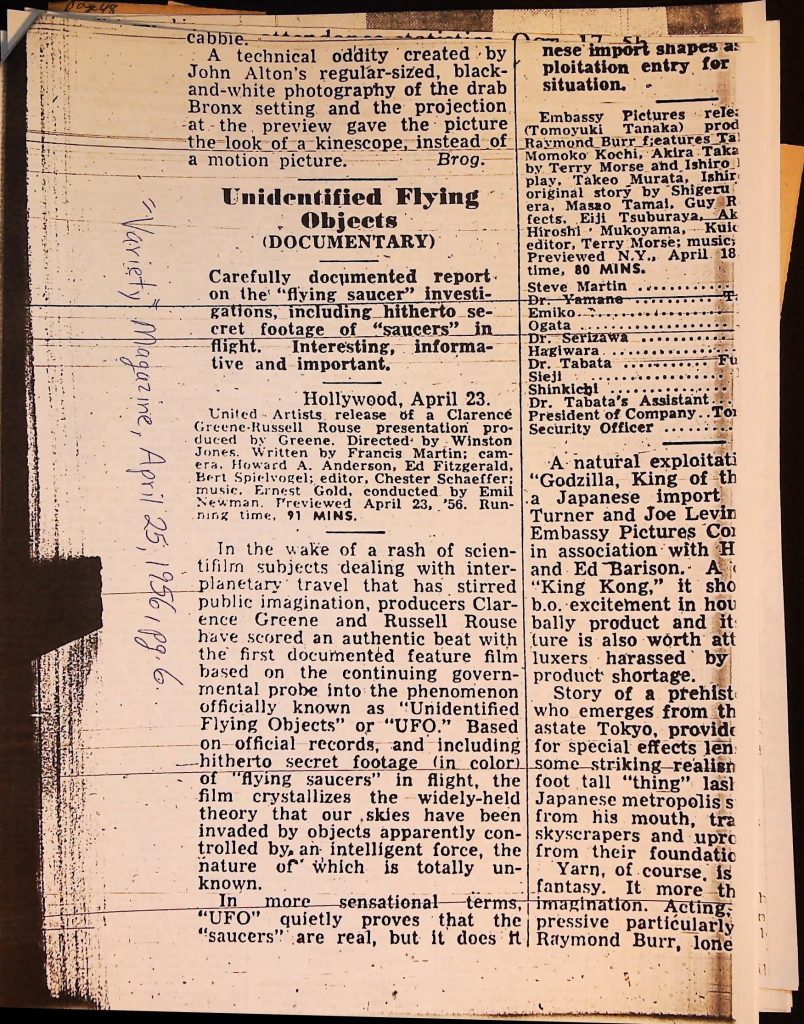 cabbie.
A technical oddity created by
John Alton's regular-sized, black-
and-white photography of the drab
Bronx setting and the projection
at the preview gave the picture
the look of a kinescope, instead of
a motion picture. Brog.
Unidentified Flying
Objects
(DOCUMENTARY)
Carefully documented report
on the "flying saucer" investi-
gations, including hitherto se-
cret footage of "saucers" in
flight. Interesting, informa-
tive and important.
Hollywood, April 23.
United Artists release of a Clarence
Greene-Russell Rouse presentation pro-
duced by Greene. Directed by Winston
Jones. Written by Francis Martin; cam-
era, Howard A. Anderson, Ed Fitzgerald,
Bert Spielvogel; editor, Chester Schaeffer;
music, Ernest Gold, conducted by Emil
Newman. Previewed April 23, '56. Run-
ning time, 91 MINS.
In the wake of a rash of scien-
tifilm subjects dealing with inter-
planetary travel that has stirred
public imagination, producers Clar-
ence Greene and Russell Rouse
have scored an authentic beat with
the first documented feature film
based on the continuing govern-
mental probe into the phenomenon
officially known as "Unidentified
Flying Objects" or "UFO." Based
on official records, and including
hitherto secret footage (in color)
of "flying saucers" in flight, the
film crystallizes the widely-held
theory that our skies have been
invaded by objects apparently con-
trolled by an intelligent force, the
nature of which is totally un-
known.
In more sensational terms,
"UFO" quietly proves that the
"saucers" are real, but it does it
nese import shapes as
ploitation entry for
situation.
Embassy Pictures rele
(Tomoyuki Tanaka) prod
Raymond Burr f;eatures Ta
Momoko Kochi, Akira Taka
by Terry Morse and Ishiro
play, Takeo Murata, Ishir
original story by Shigeru
era, Masao Tamai, Guy R
fects, Eiji Tsuburaya, Ak
Hiroshi Mukoyama, Kuic
editor, Terry Morse; music,
Previewed N.Y., April 18
time, 80 MINS.
Steve Martin ..........
Dr. Yamane .......... T
Emiko ..........
Ogata ..........
Dr. Serizawa ..........
Hagiwara ..........
Dr. Tabata .......... Fu
Sieji ..........
Shinkichi ..........
Dr. Tabata's Assistant ....
President of Company.. Tor
Security Officer ........
A natural exploitati
"Godzilla, King of th
a Japanese import
Turner and Joe Levin
Embassy Pictures Cor
in association with H
and Ed Barison. A
"King Kong," it sho
b.o. excitement in hou
bally product and it
ture is also worth att
luxers harassed by
product shortage.
Story of a prehist
who emerges from th
astate Tokyo, provide
for special effects len
some striking realism
foot tall "thing" lash
Japanese metropolis s
from his mouth, tra
skyscrapers and upro
from their foundatio
Yarn, of course, is
fantasy. It more th
imagination. Acting,
pressive particularly
Raymond Burr, lone
"Variety" Magazine, April 25, 1956, pg. 6.